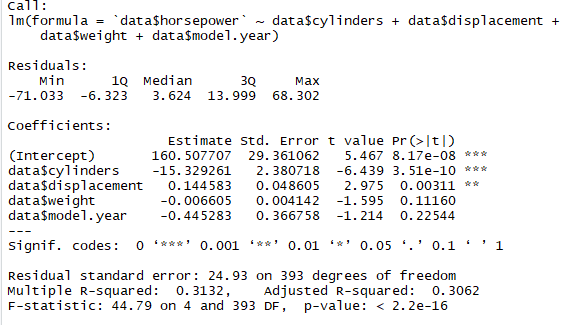 Call:
lm(formula = `data$horsepower` ~ data$cylinders + data$displacement +
    data$weight + data$model.year)

Residuals:
    Min      1Q  Median      3Q     Max
-71.033  -6.323   3.624  13.999  68.302

Coefficients:
                    Estimate Std. Error t value Pr(>|t|)
(Intercept)       160.507707  29.361062   5.467 8.17e-08 ***
data$cylinders    -15.329261   2.380718  -6.439 3.51e-10 ***
data$displacement   0.144583   0.048605   2.975  0.00311 **
data$weight        -0.006605   0.004142  -1.595  0.11160
data$model.year    -0.445283   0.366758  -1.214  0.22544
---
Signif. codes:  0 ‘***’ 0.001 ‘**’ 0.01 ‘*’ 0.05 ‘.’ 0.1 ‘ ’ 1

Residual standard error: 24.93 on 393 degrees of freedom
Multiple R-squared:  0.3132,    Adjusted R-squared:  0.3062
F-statistic: 44.79 on 4 and 393 DF,  p-value: < 2.2e-16